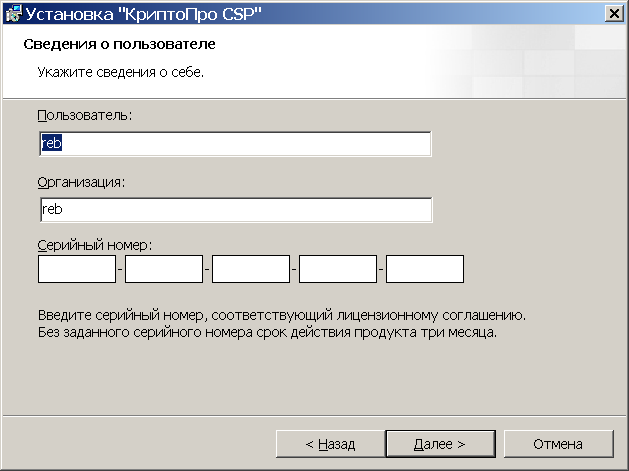 Установка "КриптоПро CSP"
Сведения о пользователе
Укажите сведения о себе.
Пользователь:
reb
Организация:
reb
Серийный номер:
- - - -
Введите серийный номер, соответствующий лицензионному соглашению.
Без заданного серийного номера срок действия продукта три месяца.
< Назад Далее > Отмена